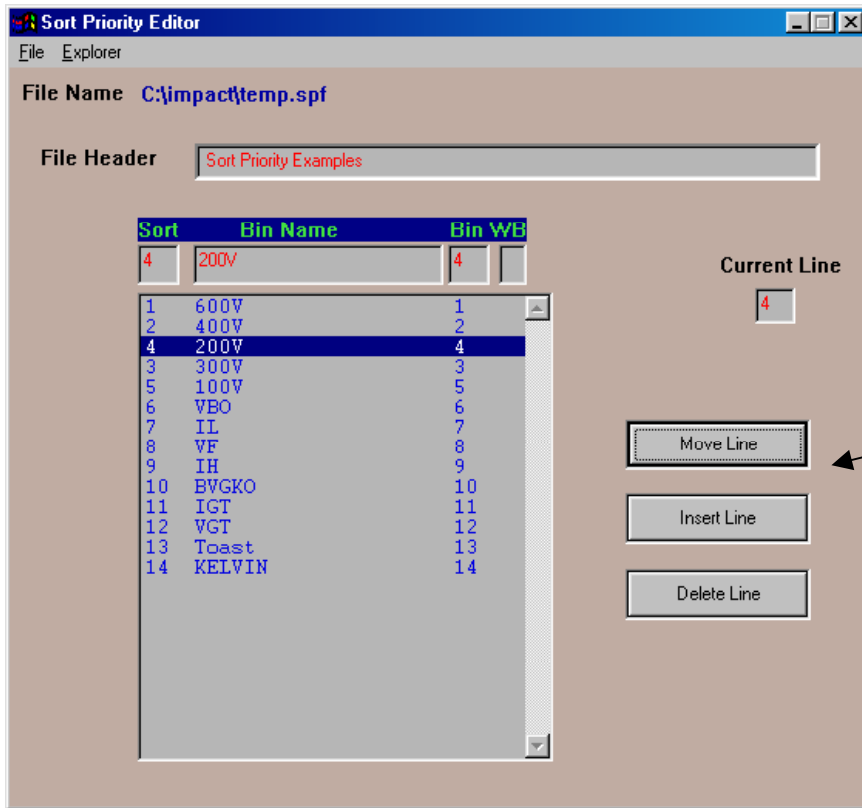 Sort Priority Editor
File Explorer
File Name C:\impact\temp.spf
File Header Sort Priority Examples
Sort Bin Name Bin WB
4 200V 4
Current Line
4
1 600V 1
2 400V 2
4 200V 4
3 300V 3
5 100V 5
6 VBO 6
7 IL 7
8 VF 8
9 IH 9
10 BVGKO 10
11 IGT 11
12 VGT 12
13 Toast 13
14 KELVIN 14
Move Line
Insert Line
Delete Line